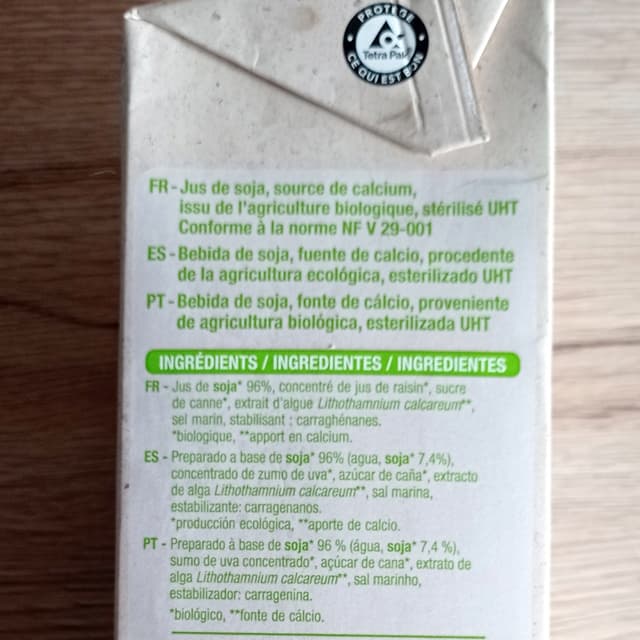 PROTÈGE
Tetra Pak
CE QUI EST BON
FR - Jus de soja, source de calcium,
issu de l'agriculture biologique, stérilisé UHT
Conforme à la norme NF V 29-001
ES - Bebida de soja, fuente de calcio, procedente
de la agricultura ecológica, esterilizado UHT
PT - Bebida de soja, fonte de cálcio, proveniente
de agricultura biológica, esterilizada UHT
INGRÉDIENTS / INGREDIENTES / INGREDIENTES
FR - Jus de soja* 96%, concentré de jus de raisin*, sucre
de canne*, extrait d'algue Lithothamnium calcareum**,
sel marin, stabilisant : carraghénanes.
*biologique, **apport en calcium.
ES - Preparado a base de soja* 96% (agua, soja* 7,4%),
concentrado de zumo de uva*, azúcar de caña*, extracto
de alga Lithothamnium calcareum**, sal marina,
estabilizante: carragenanos.
*producción ecológica, **aporte de calcio.
PT - Preparado à base de soja* 96 % (água, soja* 7,4 %),
sumo de uva concentrado*, açúcar de cana*, extrato de
alga Lithothamnium calcareum**, sal marinho,
estabilizador: carragenina.
*biológico, **fonte de cálcio.